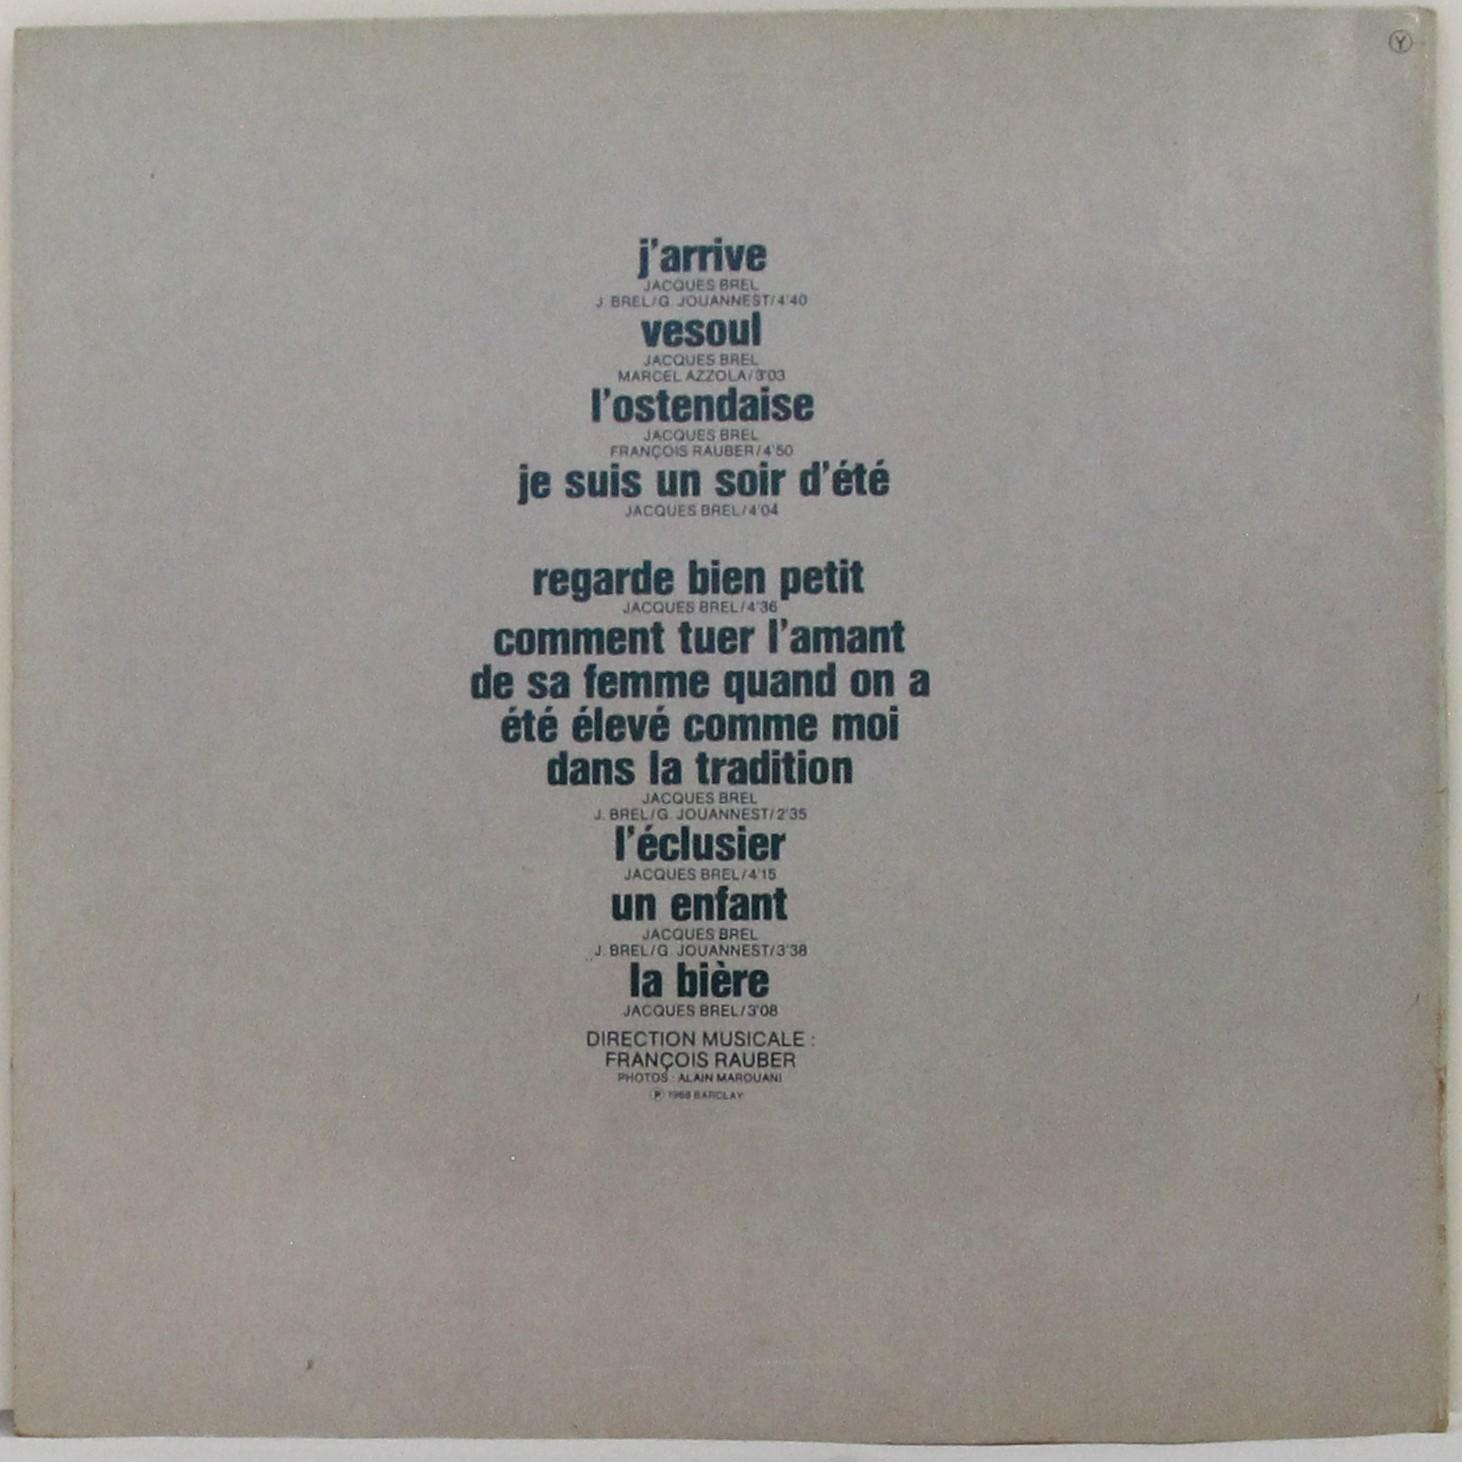 Y
j'arrive
JACQUES BREL
J. BREL/G. JOUANNEST/4'40
vesoul
JACQUES BREL
MARCEL AZZOLA/3'03
l'ostendaise
JACQUES BREL
FRANÇOIS RAUBER/4'50
je suis un soir d'été
JACQUES BREL/4'04
regarde bien petit
JACQUES BREL/4'36
comment tuer l'amant
de sa femme quand on a
été élevé comme moi
dans la tradition
JACQUES BREL
J. BREL/G. JOUANNEST/2'35
l'éclusier
JACQUES BREL/4'15
un enfant
JACQUES BREL
J. BREL/G. JOUANNEST/3'38
la bière
JACQUES BREL/3'08
DIRECTION MUSICALE :
FRANÇOIS RAUBER
PHOTOS : ALAIN MAROUANI
℗ 1968 BARCLAY